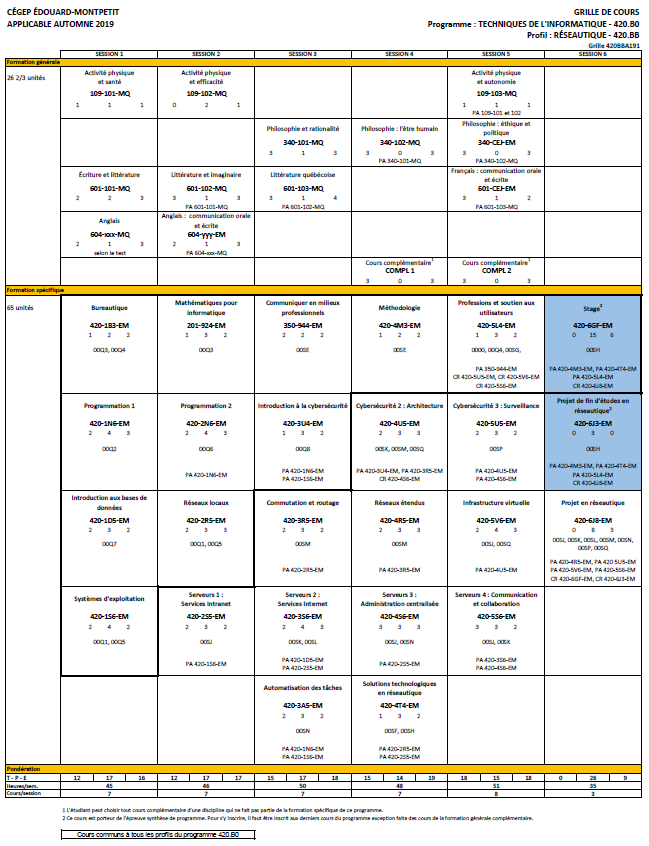 CÉGEP ÉDOUARD-MONTPETIT
APPLICABLE AUTOMNE 2019
GRILLE DE COURS
Programme : TECHNIQUES DE L'INFORMATIQUE - 420.B0
Profil : RÉSEAUTIQUE - 420.BB
Grille 420BBA191
SESSION 1 SESSION 2 SESSION 3 SESSION 4 SESSION 5 SESSION 6
Formation générale
26 2/3 unités
Activité physique et santé
109-101-MQ
1 1 1
Activité physique et efficacité
109-102-MQ
0 2 1
Activité physique et autonomie
109-103-MQ
1 1 1
PA 109-101 et 102
Philosophie et rationalité
340-101-MQ
3 1 3
Philosophie : l'être humain
340-102-MQ
3 0 3
PA 340-101-MQ
Philosophie : éthique et politique
340-CEJ-EM
3 0 3
PA 340-102-MQ
Écriture et littérature
601-101-MQ
2 2 3
Littérature et imaginaire
601-102-MQ
3 1 3
PA 601-101-MQ
Littérature québécoise
601-103-MQ
3 1 4
PA 601-102-MQ
Français : communication orale et écrite
601-CEJ-EM
3 1 2
PA 601-103-MQ
Anglais
604-xxx-MQ
2 1 3
selon le test
Anglais : communication orale et écrite
604-yyy-EM
2 1 3
PA 604-xxx-MQ
Cours complémentaire1
COMPL 1
3 0 3
Cours complémentaire1
COMPL 2
3 0 3
Formation spécifique
65 unités
Bureautique
420-1B3-EM
1 2 2
00Q3, 00Q4
Mathématiques pour informatique
201-924-EM
2 2 2
00Q3
Communiquer en milieux professionnels
350-944-EM
2 2 2
00SE
Méthodologie
420-4M3-EM
1 2 2
00SE
Professions et soutien aux utilisateurs
420-5L4-EM
1 3 2
0000, 00Q4, 00SG,
PA 350-944-EM
CR 420-5U5-EM, CR 420-5V6-EM
CR 420-5S6-EM
Stage2
420-6GF-EM
0 15 6
00SH
PA 420-4M3-EM, PA 420-4T4-EM
PA 420-5L4-EM
CR 420-6J8-EM
Programmation 1
420-1N6-EM
2 4 3
00Q2
Programmation 2
420-2N6-EM
2 4 3
00Q6
PA 420-1N6-EM
Introduction à la cybersécurité
420-3U4-EM
1 3 2
00Q8
PA 420-1N6-EM
PA 420-1S6-EM
Cybersécurité 2 : Architecture
420-4U5-EM
2 3 3
00SK, 00SM, 00SQ
PA 420-3U4-EM, PA 420-3R5-EM
CR 420-4S6-EM
Cybersécurité 3 : Surveillance
420-5U5-EM
2 3 2
00SP
PA 420-4U5-EM
PA 420-4S6-EM
Projet de fin d'études en réseautique2
420-6J3-EM
0 3 0
00SH
PA 420-4M3-EM, PA 420-4T4-EM
PA 420-5L4-EM
CR 420-6J8-EM
Introduction aux bases de données
420-1D5-EM
2 3 2
00Q7
Réseaux locaux
420-2R5-EM
2 3 3
00Q1, 00Q5
Commutation et routage
420-3R5-EM
2 3 3
00SM
PA 420-2R5-EM
Réseaux étendus
420-4R5-EM
2 3 3
00SM
PA 420-3R5-EM
Infrastructure virtuelle
420-5V6-EM
2 4 3
00SJ, 00SQ
PA 420-4U5-EM
Projet en réseautique
420-6J8-EM
0 8 3
00SJ, 00SK, 00SL, 00SM, 00SN,
00SP, 00SQ
PA 420-4R5-EM, PA 420 5U5-EM
PA 420-5V6-EM, PA 420-5S6-EM
CR 420-6GF-EM, CR 420-6J3-EM
Systèmes d'exploitation
420-1S6-EM
2 4 2
00Q1, 00Q5
Serveurs 1 : Services Intranet
420-2S5-EM
2 3 2
00SJ
PA 420-1S6-EM
Serveurs 2 : Services Internet
420-3S6-EM
2 4 3
00SK, 00SL
PA 420-1D5-EM
PA 420-2S5-EM
Serveurs 3 : Administration centralisée
420-4S6-EM
3 3 3
00SJ, 00SN
PA 420-2S5-EM
Serveurs 4 : Communication et collaboration
420-5S6-EM
3 3 2
00SJ, 00SK
PA 420-3S6-EM
PA 420-4S6-EM
Automatisation des tâches
420-3A5-EM
2 3 2
00SN
PA 420-1N6-EM
PA 420-1S6-EM
Solutions technologiques en réseautique
420-4T4-EM
1 3 2
00SF, 00SH
PA 420-2R5-EM
PA 420-2S5-EM
Pondération
T - P - E 12 17 16 12 17 17 15 17 18 15 14 19 18 15 18 0 26 9
Heures/sem. 45 46 50 48 51 35
Cours/session 7 7 7 7 8 3
1 L'étudiant peut choisir tout cours complémentaire d'une discipline qui ne fait pas partie de la formation spécifique de ce programme.
2 Ce cours est porteur de l'épreuve synthèse de programme. Pour s'y inscrire, il faut être inscrit aux derniers cours du programme exception faite des cours de la formation générale complémentaire.
Cours communs à tous les profils du programme 420.B0